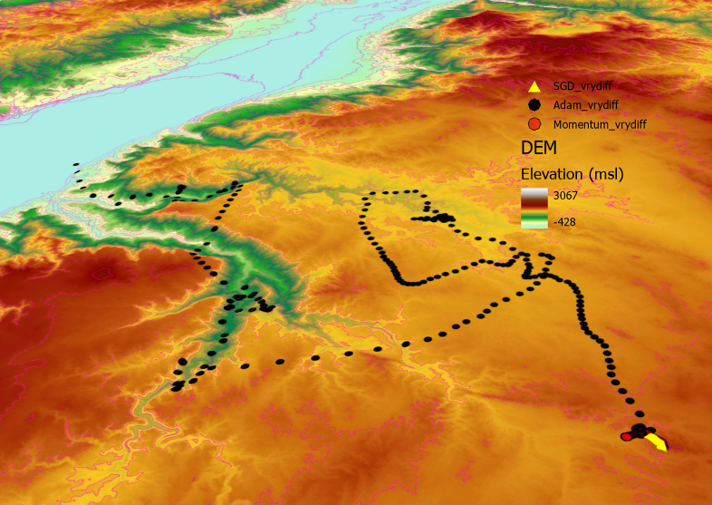 SGD_vrydiff
Adam_vrydiff
Momentum_vrydiff
DEM
Elevation (msl)
3067
-428